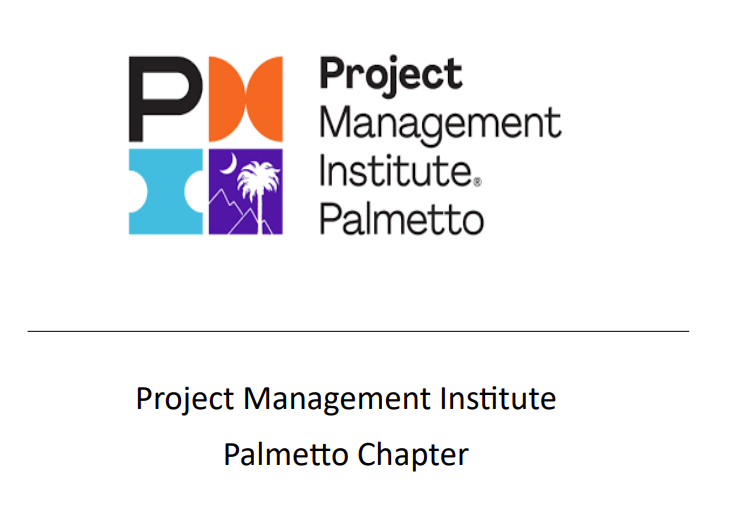 P
Project
Management
Institute®
Palmetto
Project Management Institute
Palmetto Chapter